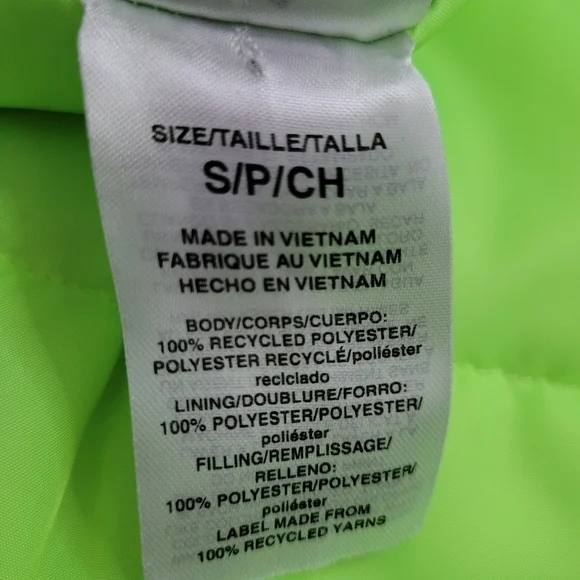 SIZE/TAILLE/TALLA
S/P/CH
MADE IN VIETNAM
FABRIQUE AU VIETNAM
HECHO EN VIETNAM
BODY/CORPS/CUERPO:
100% RECYCLED POLYESTER/
POLYESTER RECYCLÉ/poliéster
reciclado
LINING/DOUBLURE/FORRO:
100% POLYESTER/POLYESTER/
poliéster
FILLING/REMPLISSAGE/
RELLENO:
100% POLYESTER/POLYESTER/
poliéster
LABEL MADE FROM
100% RECYCLED YARNS